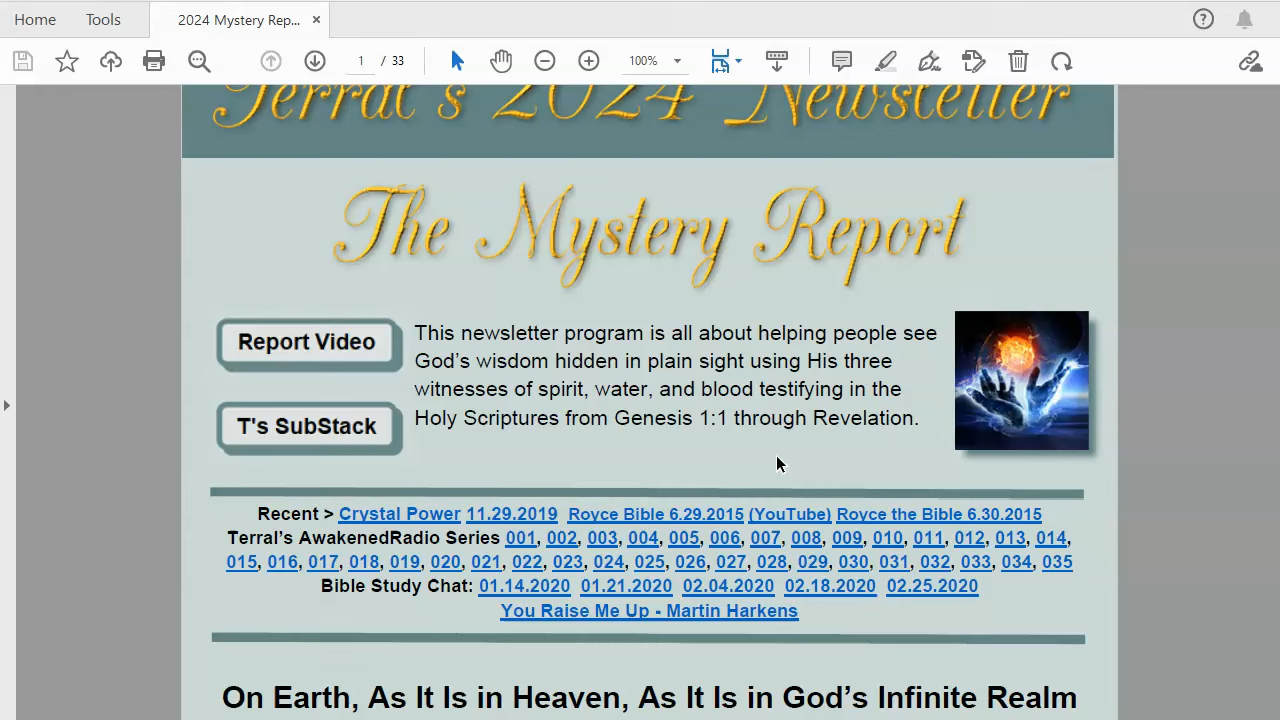 Home Tools 2024 Mystery Rep... ×
1 / 33 100%
Terral's 2024 Newsletter
The Mystery Report
Report Video
T's SubStack
This newsletter program is all about helping people see
God’s wisdom hidden in plain sight using His three
witnesses of spirit, water, and blood testifying in the
Holy Scriptures from Genesis 1:1 through Revelation.
Recent > Crystal Power 11.29.2019 Royce Bible 6.29.2015 (YouTube) Royce the Bible 6.30.2015
Terral’s AwakenedRadio Series 001, 002, 003, 004, 005, 006, 007, 008, 009, 010, 011, 012, 013, 014,
015, 016, 017, 018, 019, 020, 021, 022, 023, 024, 025, 026, 027, 028, 029, 030, 031, 032, 033, 034, 035
Bible Study Chat: 01.14.2020 01.21.2020 02.04.2020 02.18.2020 02.25.2020
You Raise Me Up - Martin Harkens
On Earth, As It Is in Heaven, As It Is in God’s Infinite Realm